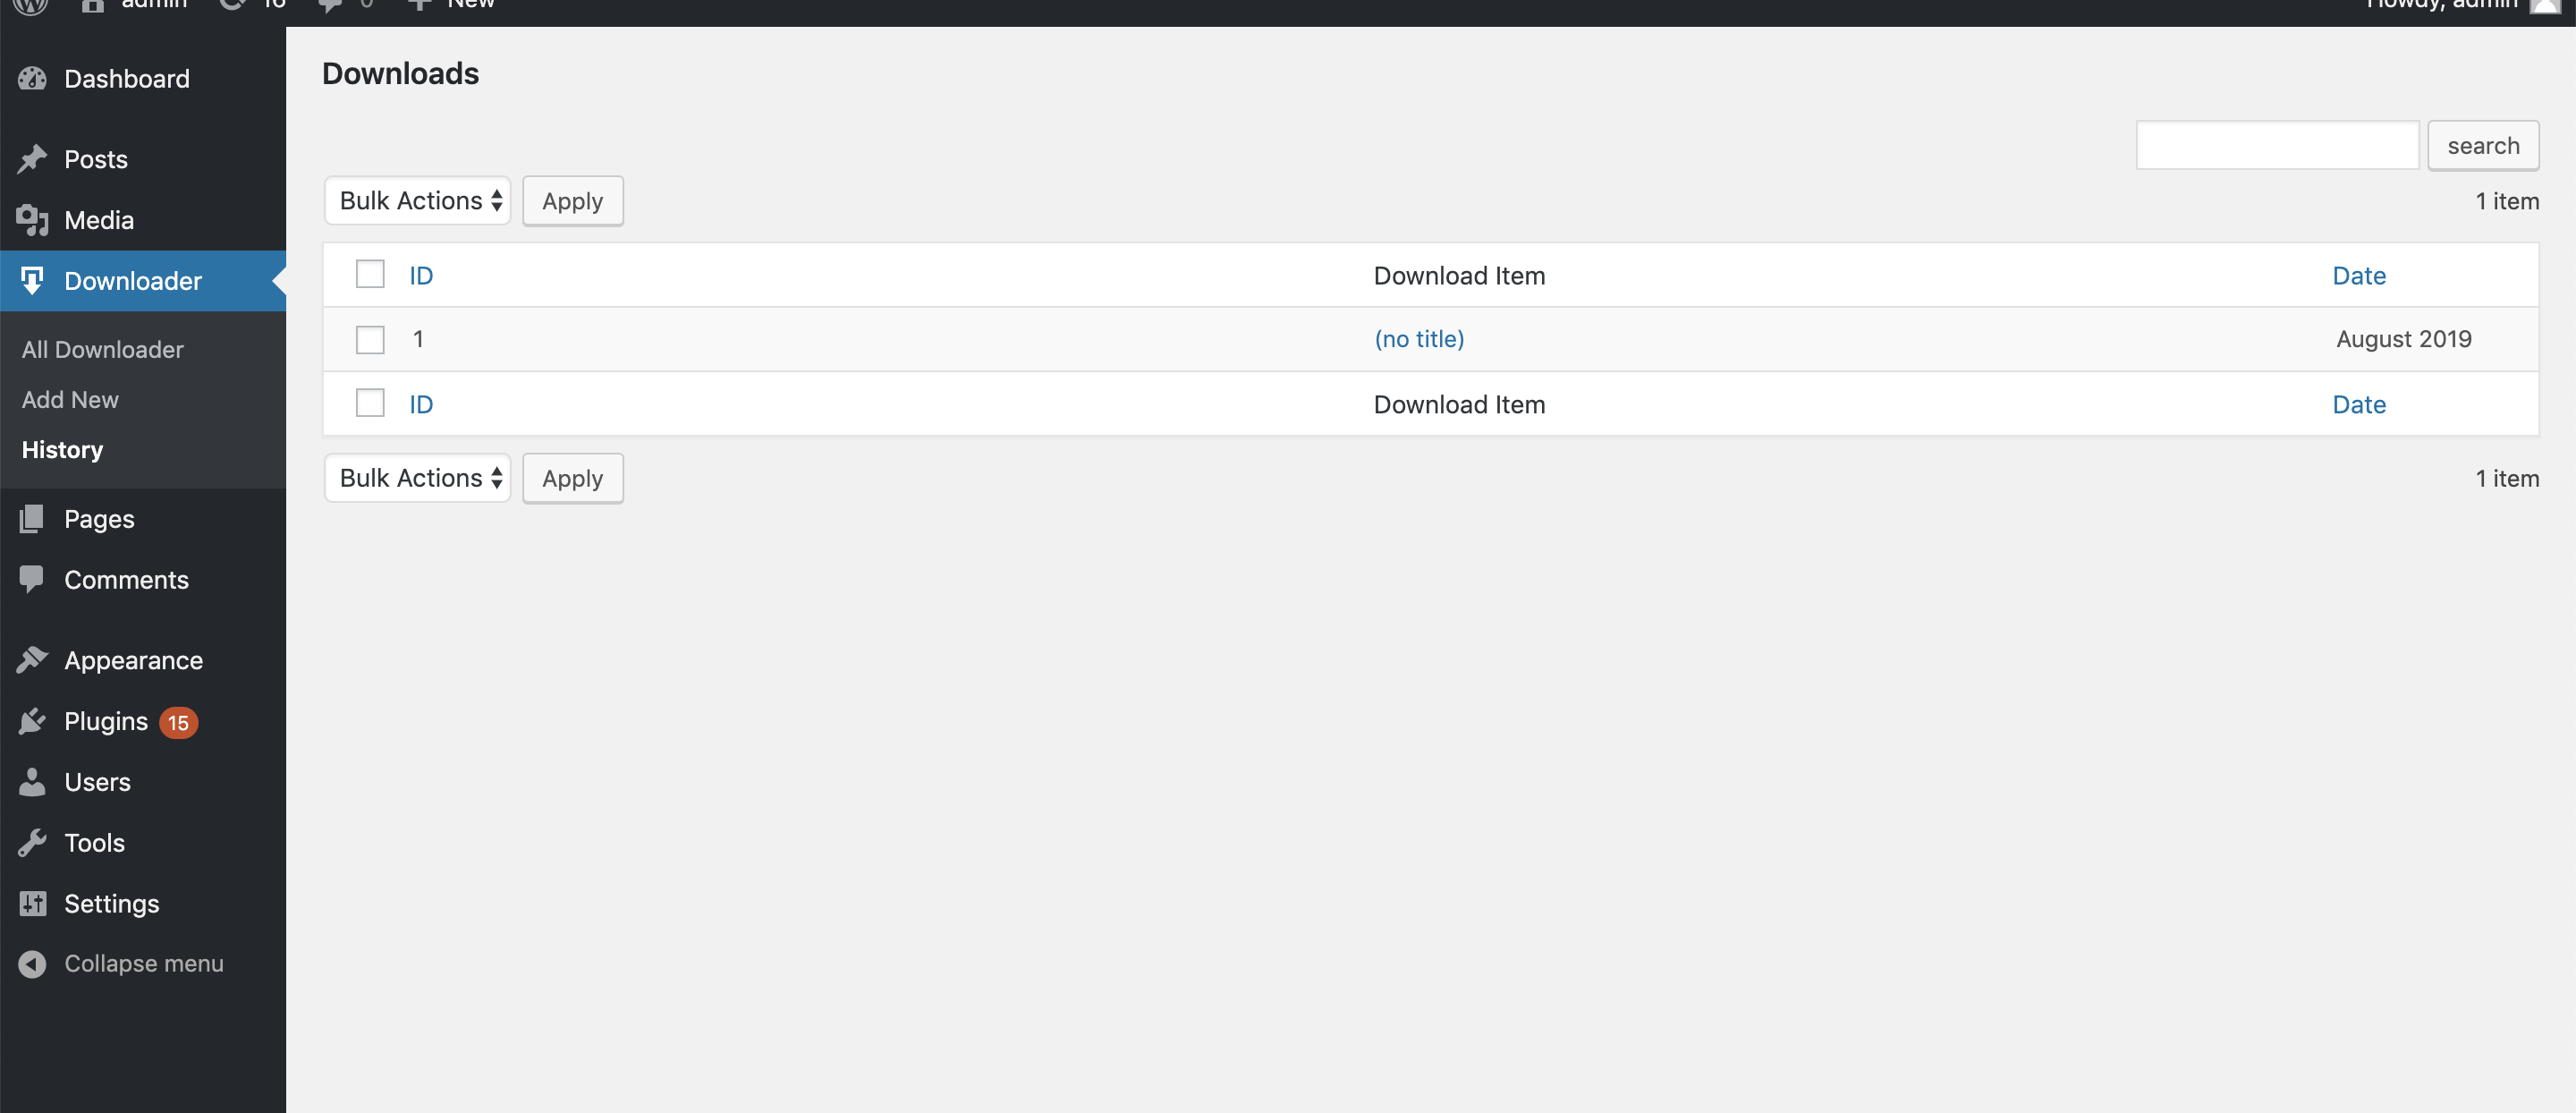 admin 16 0 New Howdy, admin
Dashboard
Posts
Media
Downloader
All Downloader
Add New
History
Pages
Comments
Appearance
Plugins 15
Users
Tools
Settings
Collapse menu
Downloads
search
Bulk Actions Apply 1 item
ID Download Item Date
1 (no title) August 2019
ID Download Item Date
Bulk Actions Apply 1 item